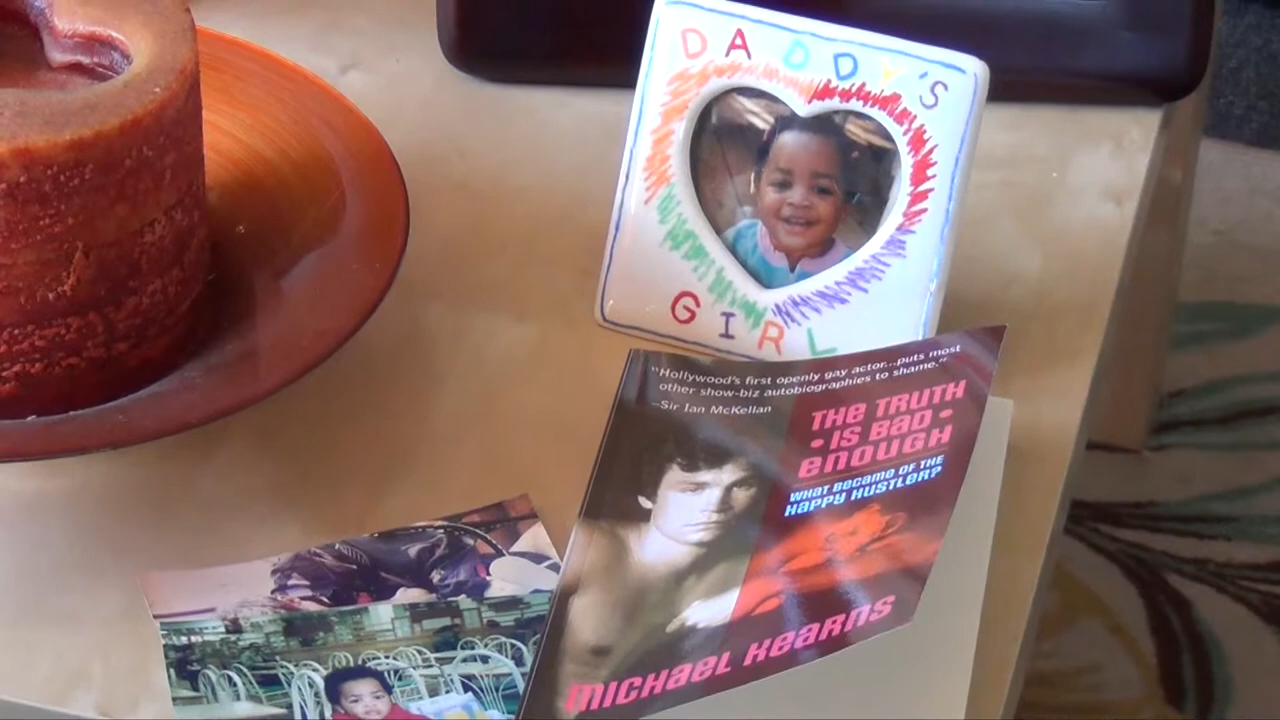 DADDY'S
GIRL
"Hollywood's first openly gay actor...puts most
other show-biz autobiographies to shame."
—Sir Ian McKellan
THE TRUTH
• IS BAD •
ENOUGH
WHAT BECAME OF THE
HAPPY HUSTLER?
MICHAEL KEARNS